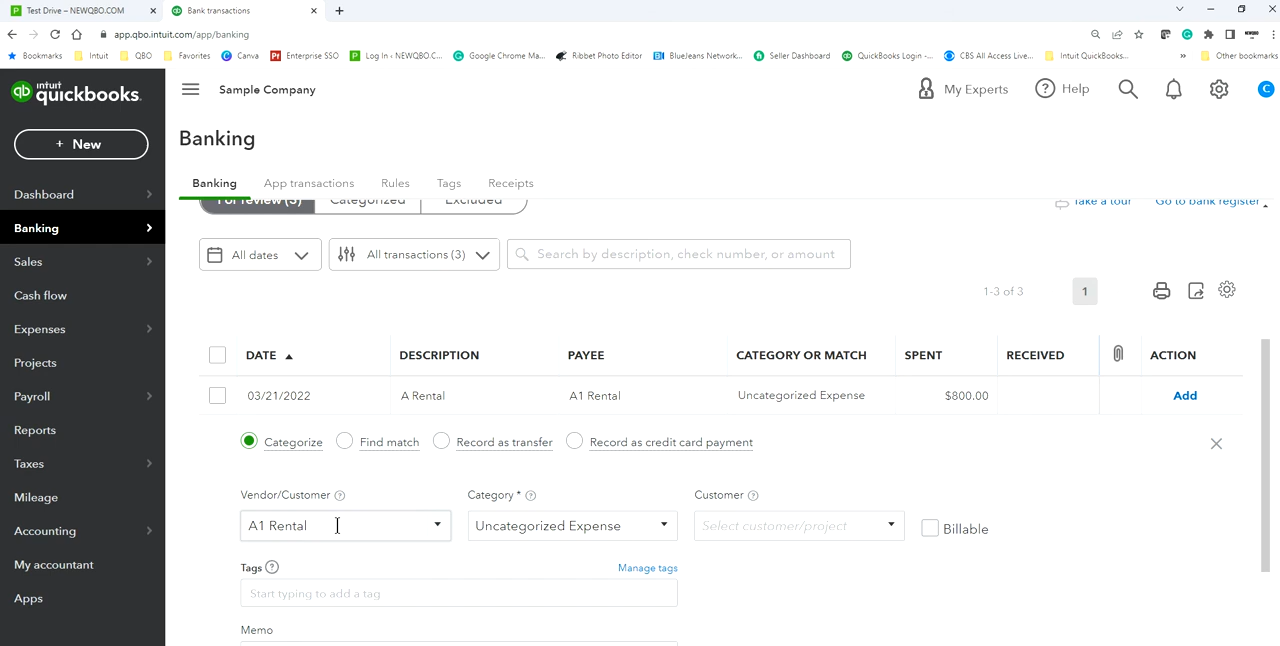 Test Drive – NEWQBO.COM
Bank transactions
app.qbo.intuit.com/app/banking
Bookmarks Intuit QBO Favorites Canva Enterprise SSO Log In ‹ NEWQBO.C... Google Chrome Ma... Ribbet Photo Editor BlueJeans Network... Seller Dashboard QuickBooks Login -... CBS All Access Live... Intuit QuickBooks... » Other bookmarks
intuit quickbooks.
Sample Company
My Experts
Help
C
+ New
Dashboard
Banking
Sales
Cash flow
Expenses
Projects
Payroll
Reports
Taxes
Mileage
Accounting
My accountant
Apps
Banking
Banking App transactions Rules Tags Receipts
For review (3) Categorized Excluded Take a tour Go to bank register
All dates All transactions (3) Search by description, check number, or amount
1-3 of 3 1
DATE DESCRIPTION PAYEE CATEGORY OR MATCH SPENT RECEIVED ACTION
03/21/2022 A Rental A1 Rental Uncategorized Expense $800.00 Add
Categorize Find match Record as transfer Record as credit card payment
Vendor/Customer Category * Customer
A1 Rental Uncategorized Expense Select customer/project Billable
Tags Manage tags
Start typing to add a tag
Memo